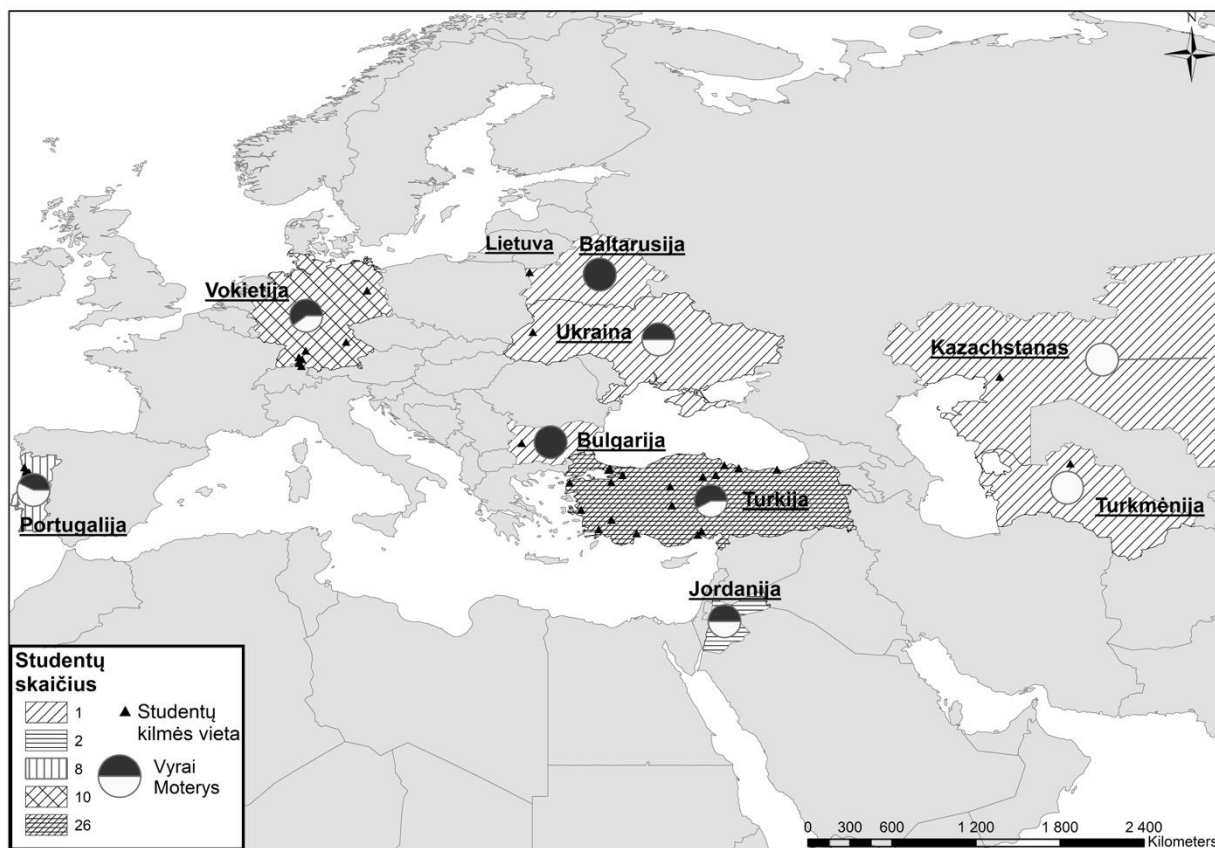 N
Lietuva
Baltarusija
Vokietija
Ukraina
Kazachstanas
Bulgarija
Turkija
Turkmėnija
Portugalija
Jordanija
Studentų
skaičius
1
2
8
10
26
Studentų
kilmės vieta
Vyrai
Moterys
0 300 600 1 200 1 800 2 400
Kilometers